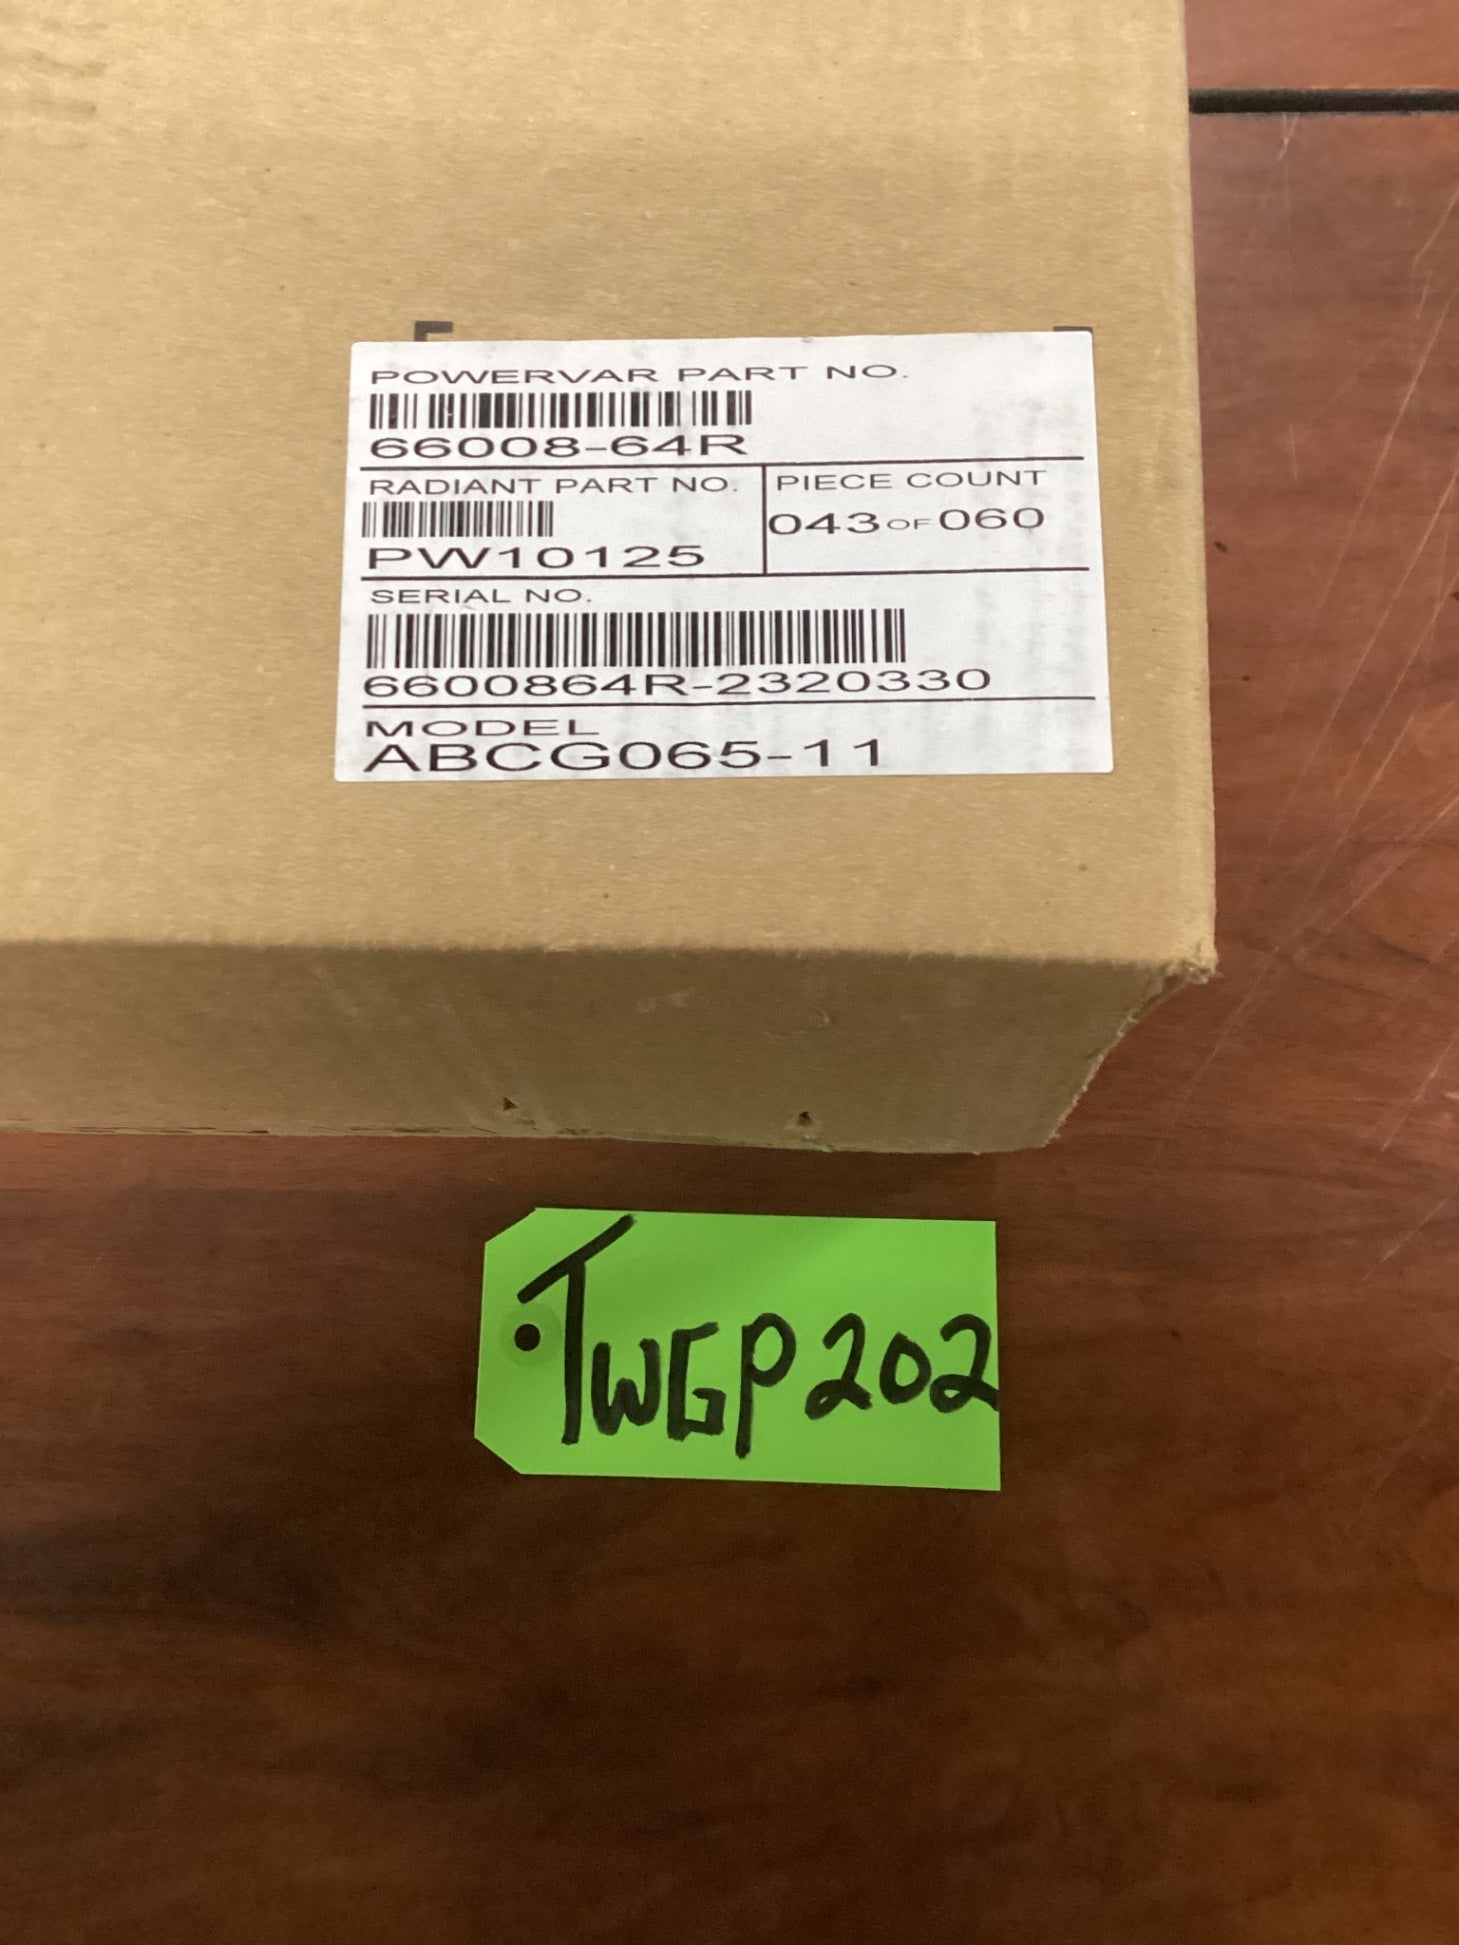 POWERVAR PART NO.
66008-64R
RADIANT PART NO.
PW10125
PIECE COUNT
043 OF 060
SERIAL NO.
6600864R-2320330
MODEL
ABCG065-11
TWGP202